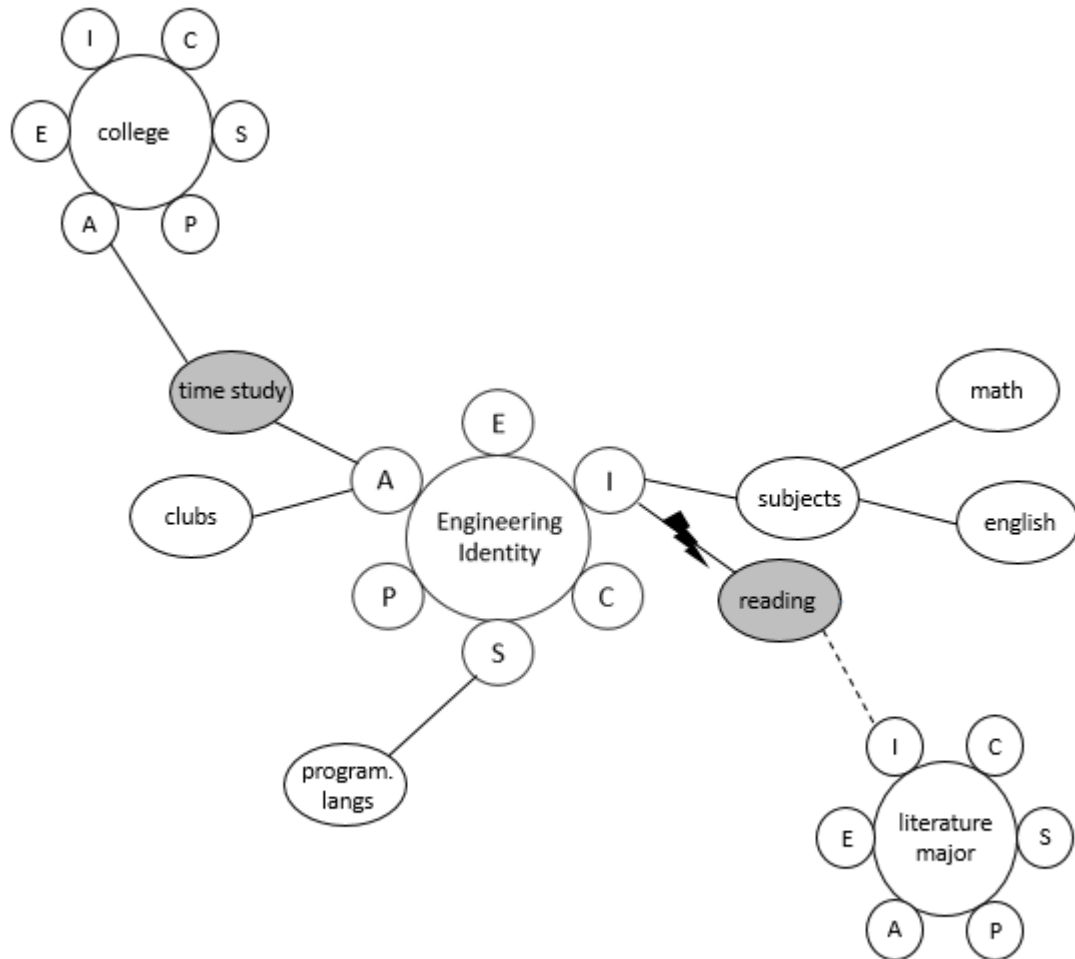 I
C
E
college
S
A
P
time study
math
E
A
I
subjects
clubs
Engineering
Identity
english
P
C
reading
S
I
C
program.
langs
E
literature
major
S
A
P